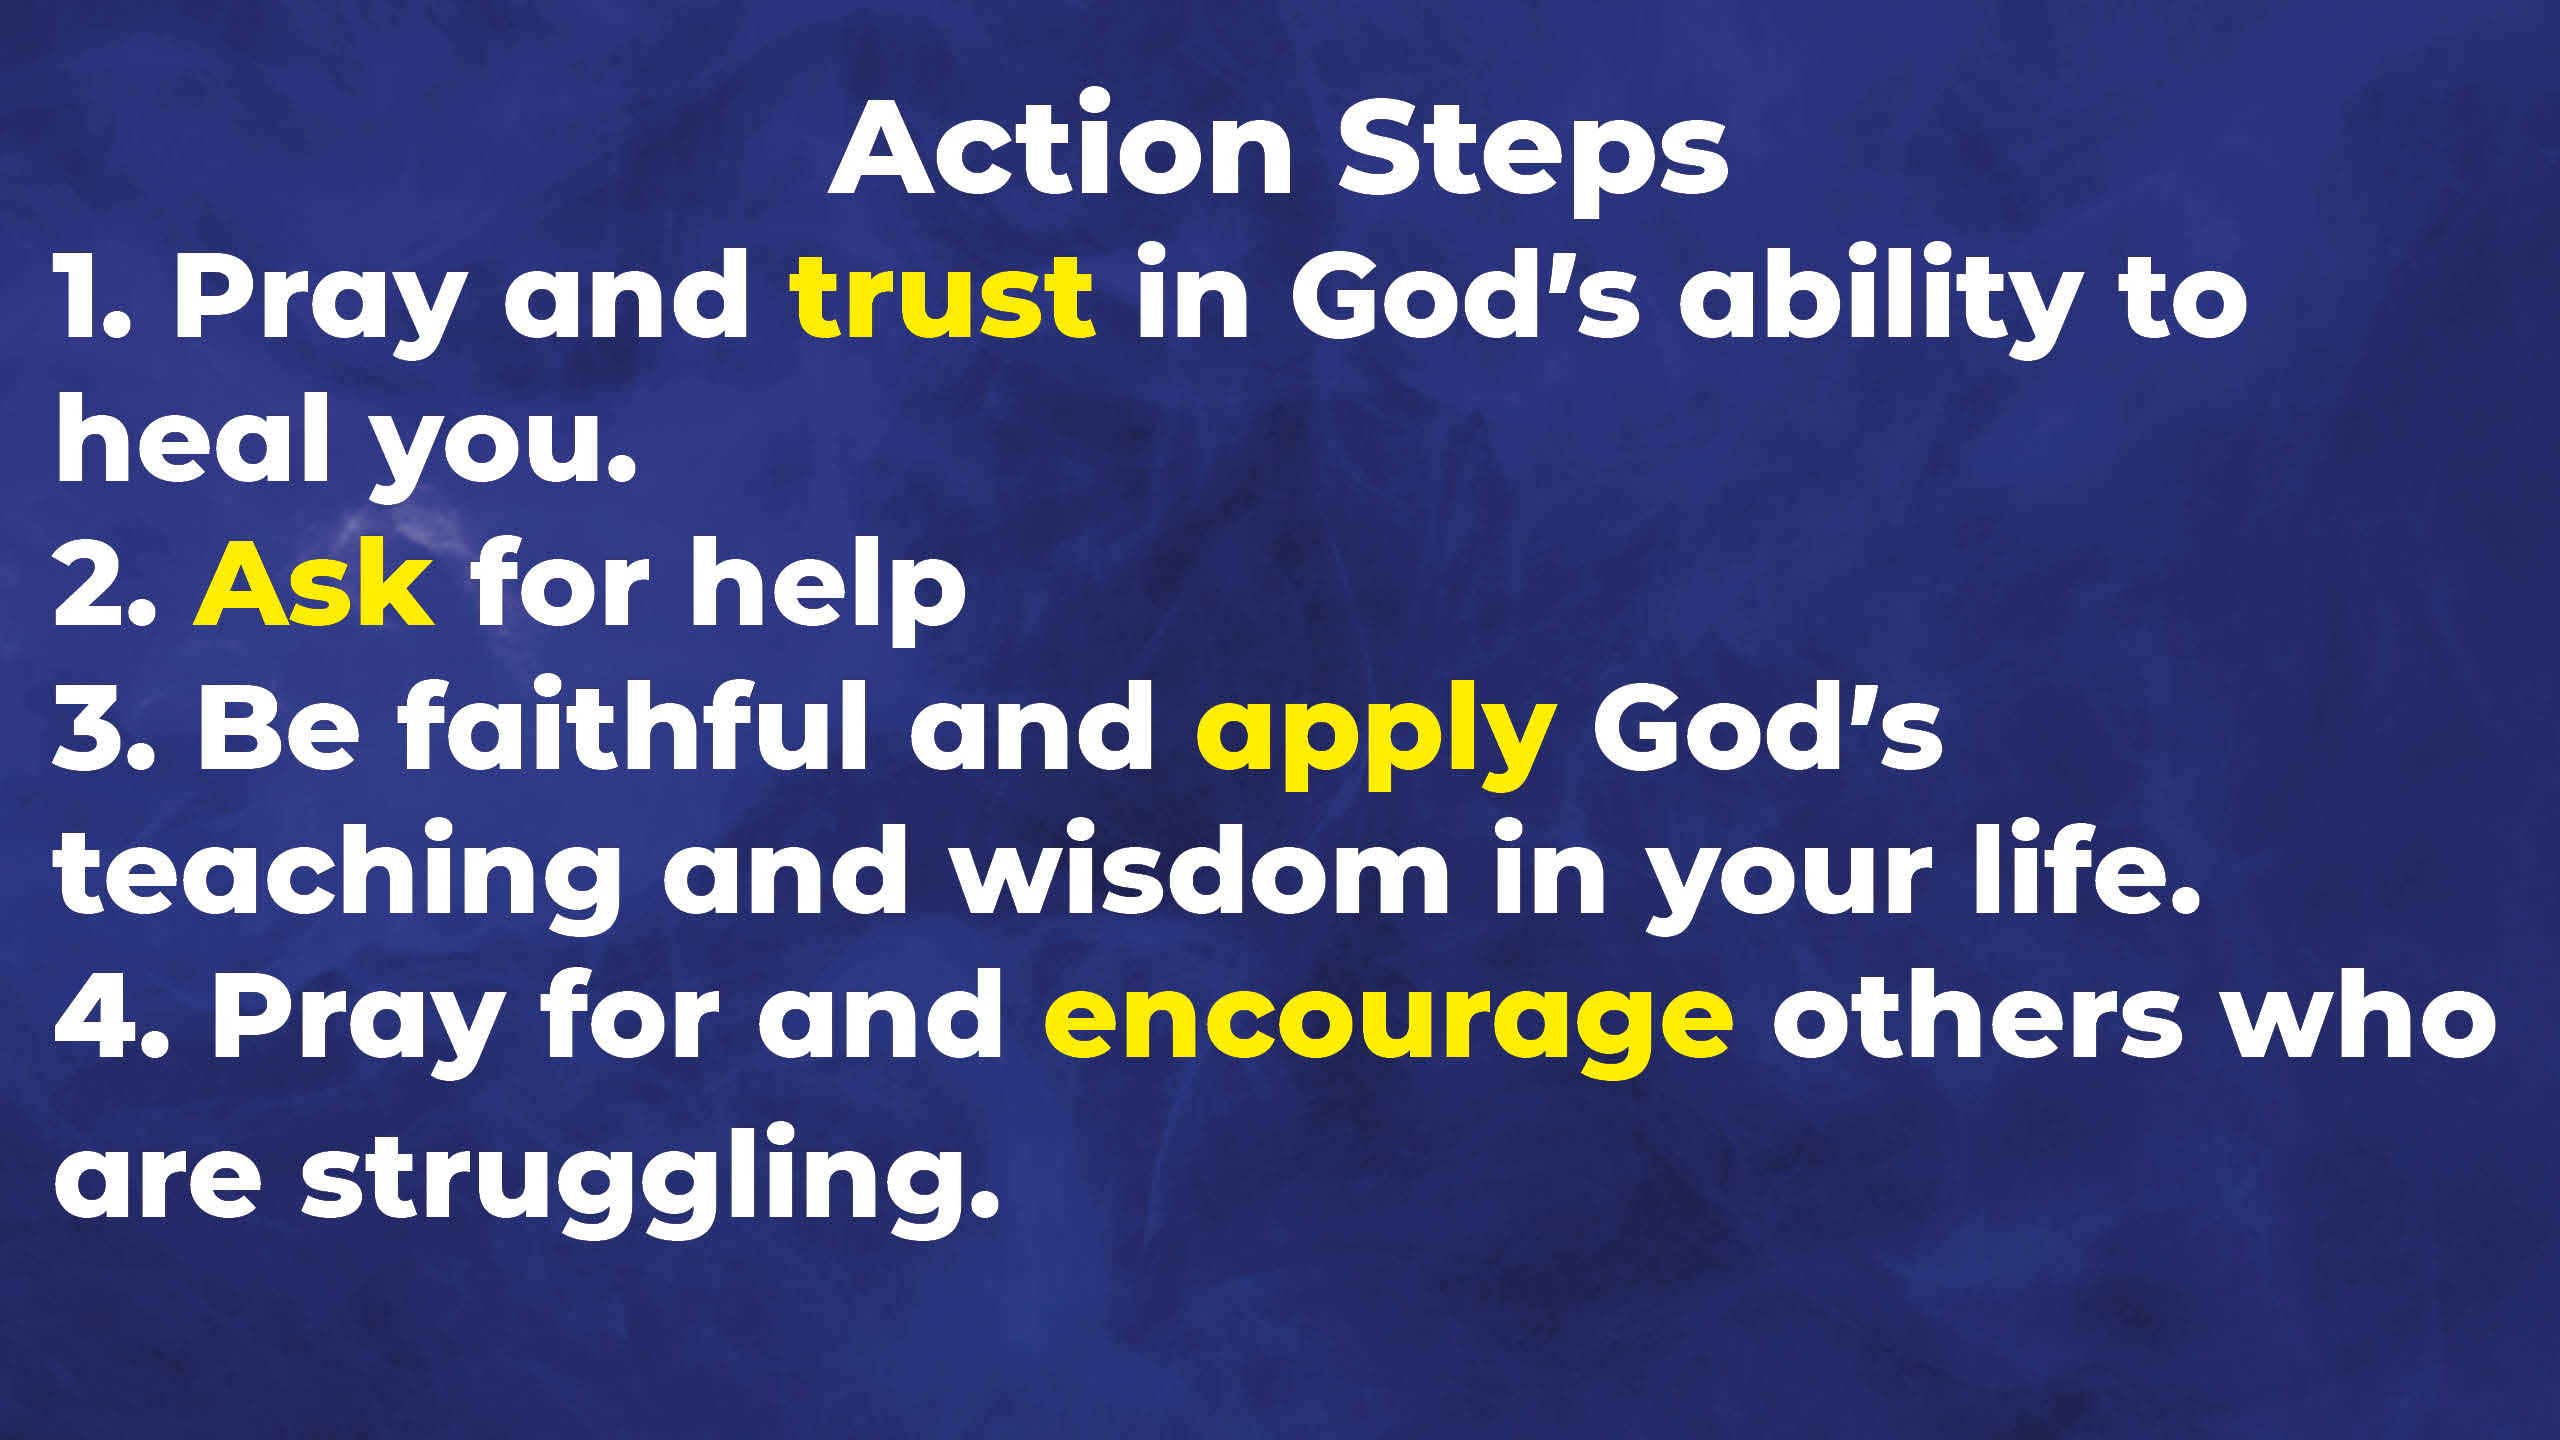 Action Steps
1. Pray and trust in God's ability to
heal you.
2. Ask for help
3. Be faithful and apply God's
teaching and wisdom in your life.
4. Pray for and encourage others who
are struggling.